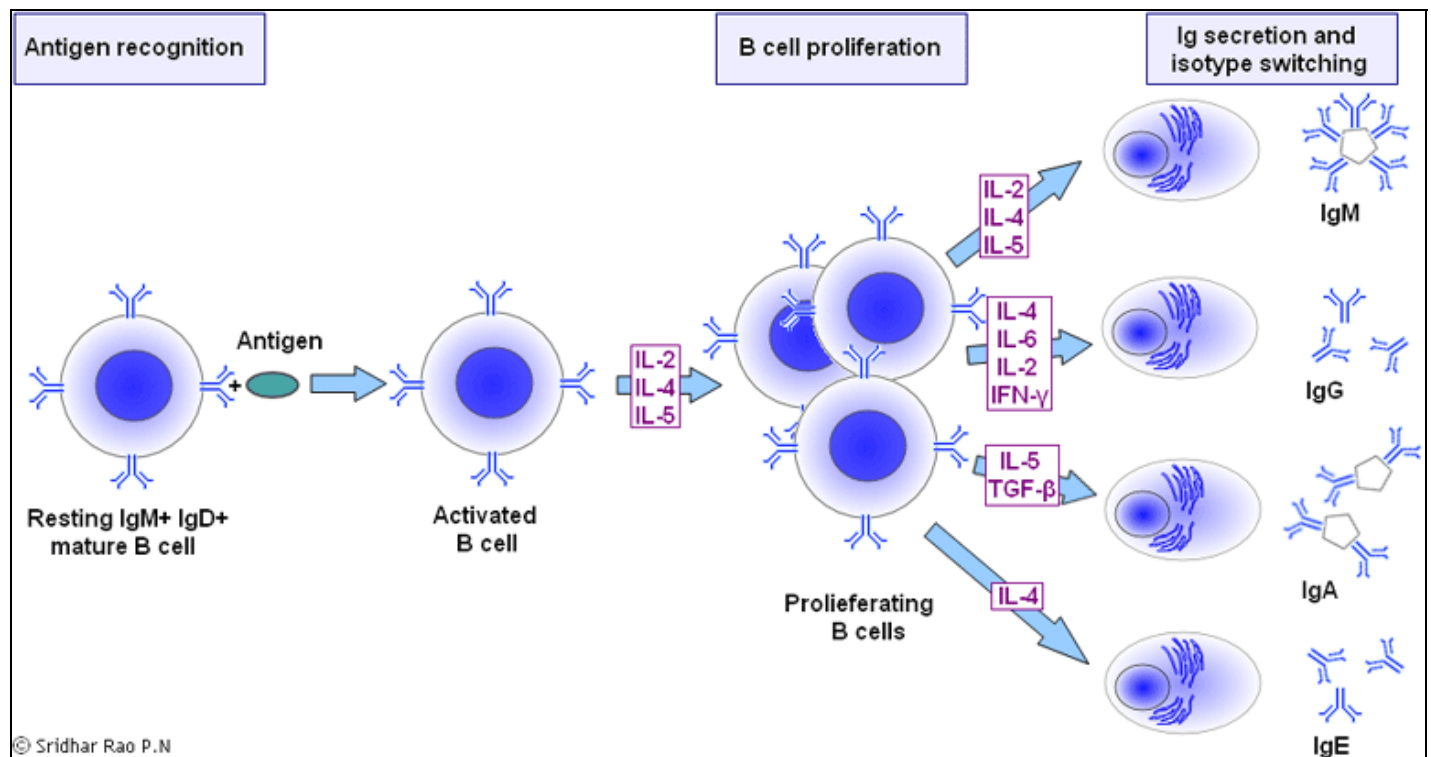 Antigen recognition
B cell proliferation
Ig secretion and
isotype switching
Antigen
+
Resting IgM+ IgD+
mature B cell
Activated
B cell
IL-2
IL-4
IL-5
Prolieferating
B cells
IL-2
IL-4
IL-5
IgM
IL-4
IL-6
IL-2
IFN-γ
IgG
IL-5
TGF-β
IgA
IL-4
IgE
© Sridhar Rao P.N